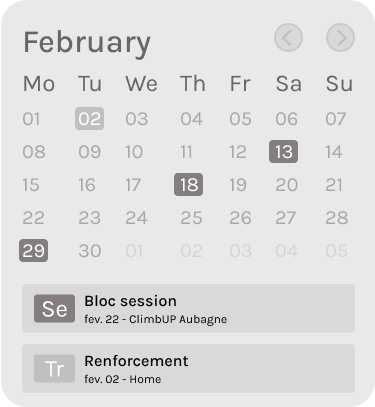 February
Mo Tu We Th Fr Sa Su
01 02 03 04 05 06 07
08 09 10 11 12 13 14
15 16 17 18 19 20 21
22 23 24 25 26 27 28
29 30 01 02 03 04 05
Se Bloc session
fev. 22 - ClimbUP Aubagne
Tr Renforcement
fev. 02 - Home